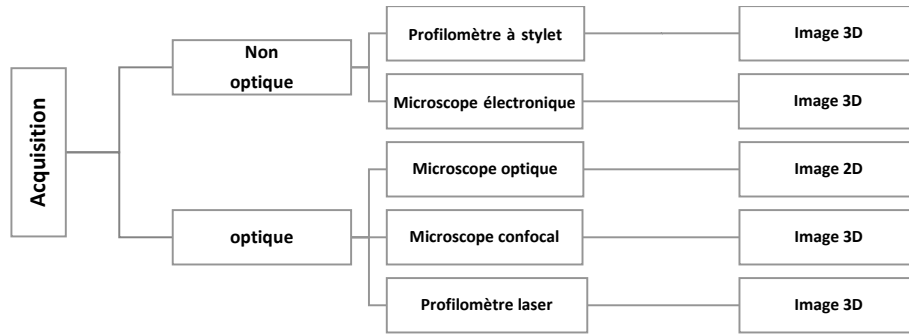 Acquisition
Non
optique
Profilomètre à stylet
Image 3D
Microscope électronique
Image 3D
optique
Microscope optique
Image 2D
Microscope confocal
Image 3D
Profilomètre laser
Image 3D